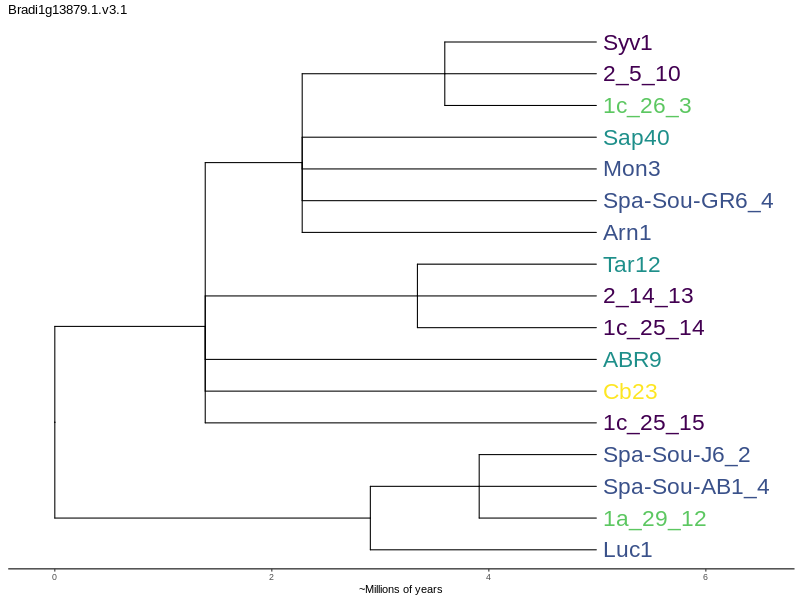 Bradi1g13879.1.v3.1
Syv1
2_5_10
1c_26_3
Sap40
Mon3
Spa-Sou-GR6_4
Arn1
Tar12
2_14_13
1c_25_14
ABR9
Cb23
1c_25_15
Spa-Sou-J6_2
Spa-Sou-AB1_4
1a_29_12
Luc1
0 2 4 6
~Millions of years